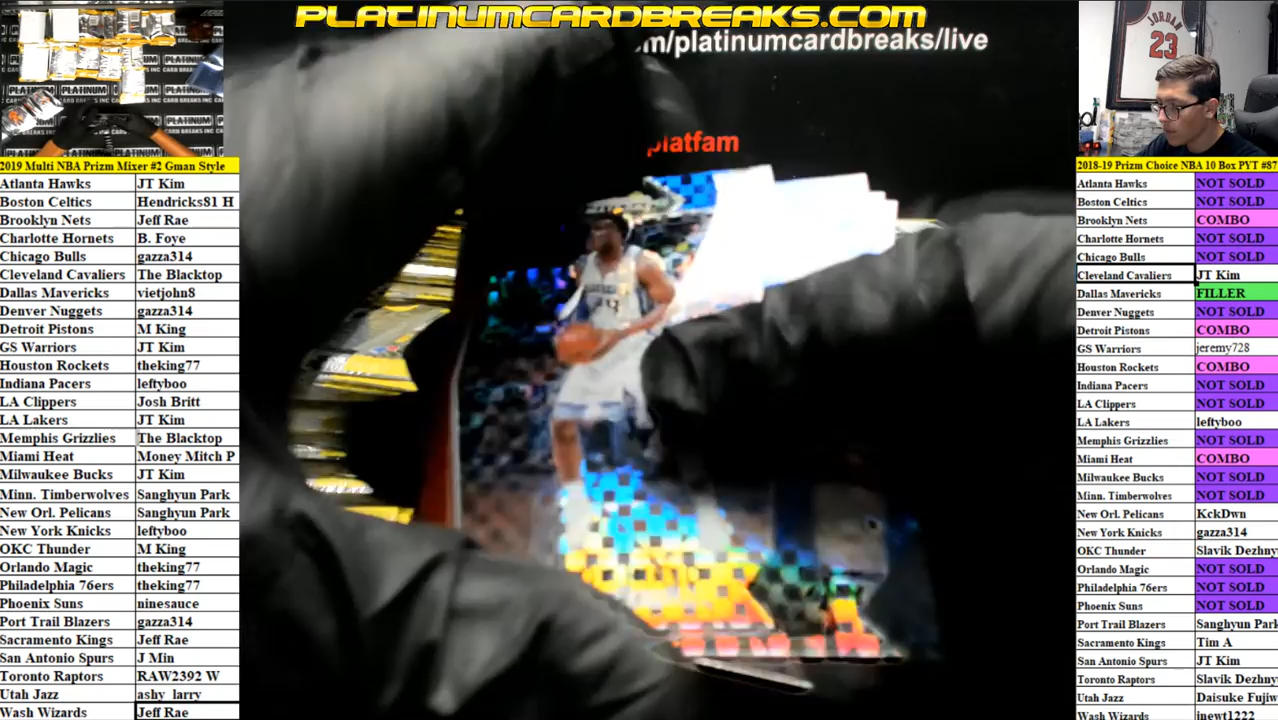 PLATINUMCARDBREAKS.COM
m/platinumcardbreaks/live
platfam
JORDAN
23
2019 Multi NBA Prizm Mixer #2 Gman Style
Atlanta Hawks JT Kim
Boston Celtics Hendricks81 H
Brooklyn Nets Jeff Rae
Charlotte Hornets B. Foye
Chicago Bulls gazza314
Cleveland Cavaliers The Blacktop
Dallas Mavericks vietjohn8
Denver Nuggets gazza314
Detroit Pistons M King
GS Warriors JT Kim
Houston Rockets theking77
Indiana Pacers leftyboo
LA Clippers Josh Britt
LA Lakers JT Kim
Memphis Grizzlies The Blacktop
Miami Heat Money Mitch P
Milwaukee Bucks JT Kim
Minn. Timberwolves Sanghyun Park
New Orl. Pelicans Sanghyun Park
New York Knicks leftyboo
OKC Thunder M King
Orlando Magic theking77
Philadelphia 76ers theking77
Phoenix Suns ninesauce
Port Trail Blazers gazza314
Sacramento Kings Jeff Rae
San Antonio Spurs J Min
Toronto Raptors RAW2392 W
Utah Jazz ashy_larry
Wash Wizards Jeff Rae
2018-19 Prizm Choice NBA 10 Box PYT #87
Atlanta Hawks NOT SOLD
Boston Celtics NOT SOLD
Brooklyn Nets COMBO
Charlotte Hornets NOT SOLD
Chicago Bulls NOT SOLD
Cleveland Cavaliers JT Kim
Dallas Mavericks FILLER
Denver Nuggets NOT SOLD
Detroit Pistons COMBO
GS Warriors jeremy728
Houston Rockets COMBO
Indiana Pacers NOT SOLD
LA Clippers NOT SOLD
LA Lakers leftyboo
Memphis Grizzlies NOT SOLD
Miami Heat COMBO
Milwaukee Bucks NOT SOLD
Minn. Timberwolves NOT SOLD
New Orl. Pelicans KckDwn
New York Knicks gazza314
OKC Thunder Slavik Dezhny
Orlando Magic NOT SOLD
Philadelphia 76ers NOT SOLD
Phoenix Suns NOT SOLD
Port Trail Blazers Sanghyun Park
Sacramento Kings Tim A
San Antonio Spurs JT Kim
Toronto Raptors Slavik Dezhny
Utah Jazz Daisuke Fujiw
Wash Wizards inewt1222